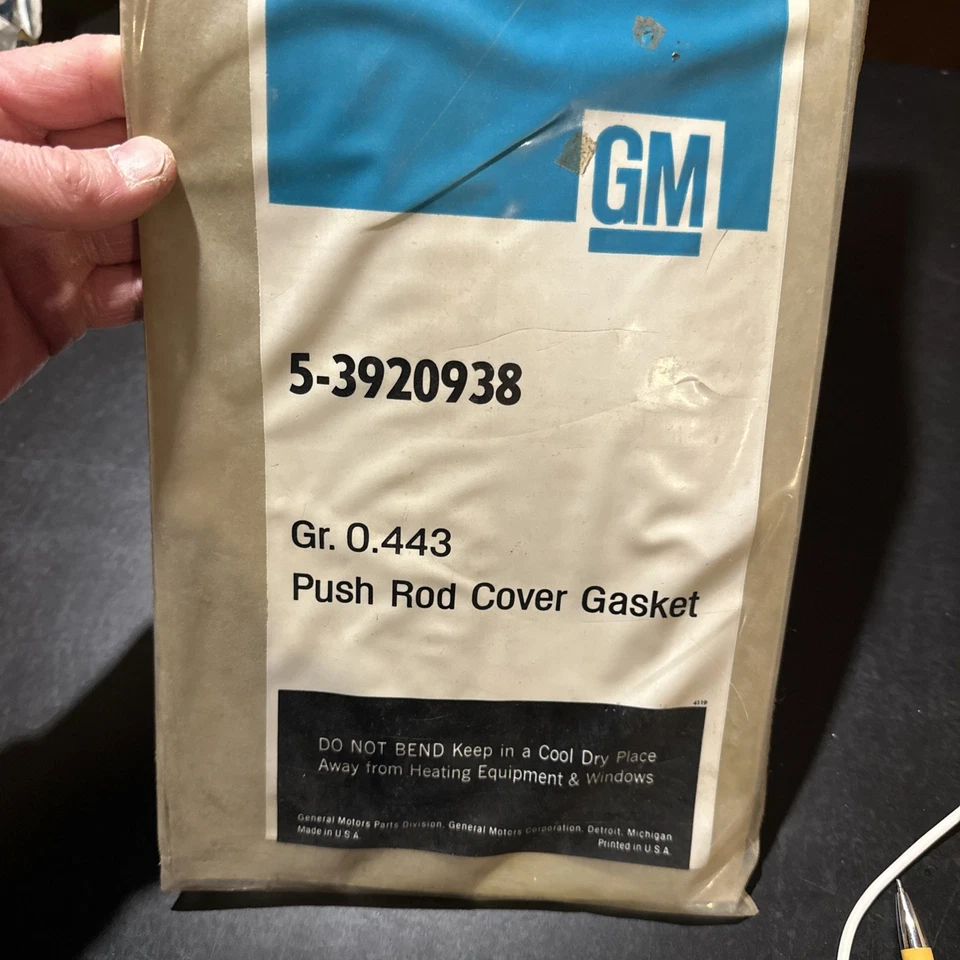 GM
5-3920938
Gr. 0.443
Push Rod Cover Gasket
4119
DO NOT BEND Keep in a Cool Dry Place
Away from Heating Equipment & Windows
General Motors Parts Division, General Motors Corporation, Detroit, Michigan
Made in U.S.A.
Printed in U.S.A.